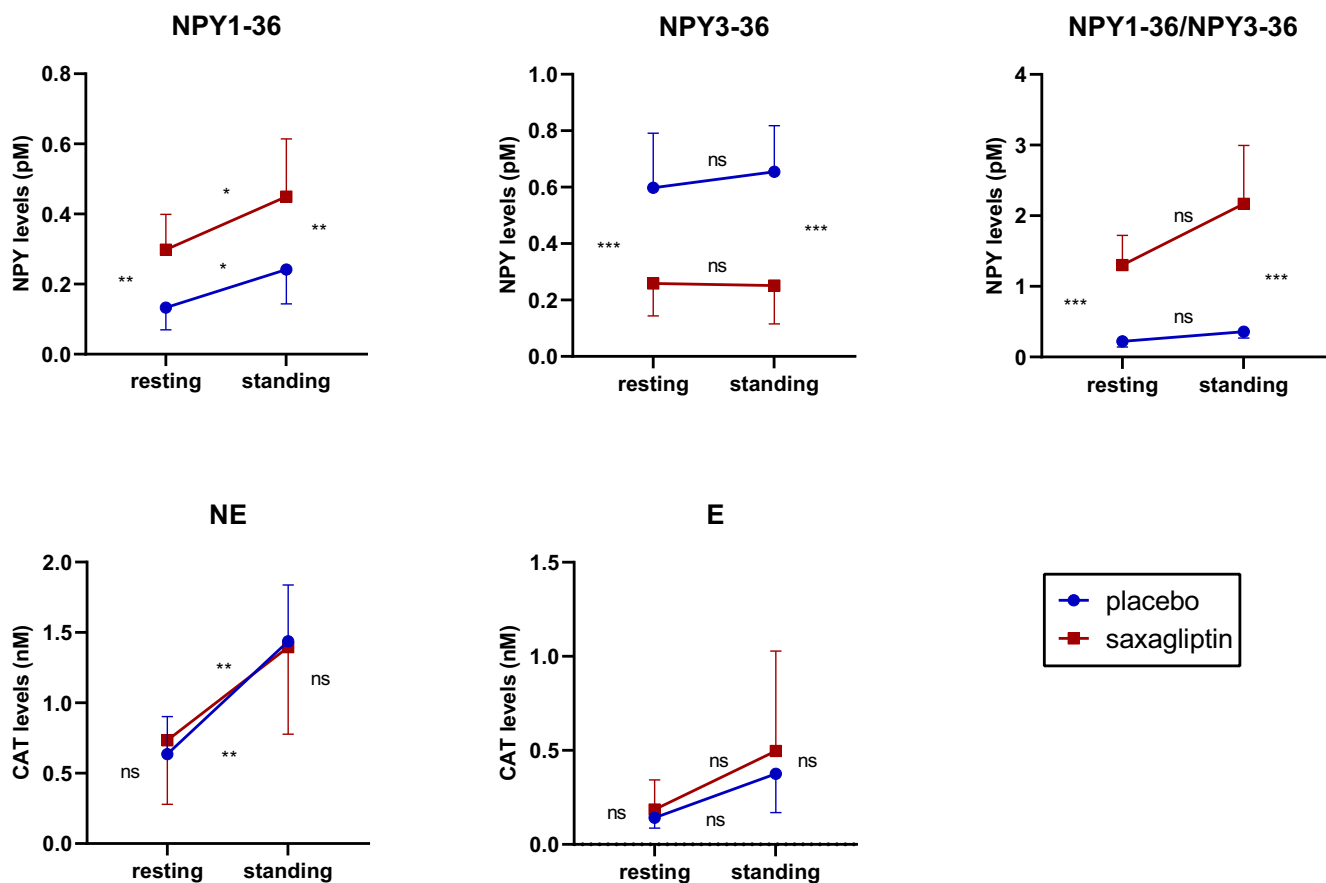 NPY1-36
NPY levels (pM)
0.8
0.6
0.4
0.2
0.0
*
**
*
**
resting standing
NPY3-36
NPY levels (pM)
1.0
0.8
0.6
0.4
0.2
0.0
ns
***
***
ns
resting standing
NPY1-36/NPY3-36
NPY levels (pM)
4
3
2
1
0
ns
***
***
ns
resting standing
NE
CAT levels (nM)
2.0
1.5
1.0
0.5
0.0
**
ns
**
ns
resting standing
E
CAT levels (nM)
1.5
1.0
0.5
0.0
ns
ns
ns
ns
resting standing
placebo
saxagliptin